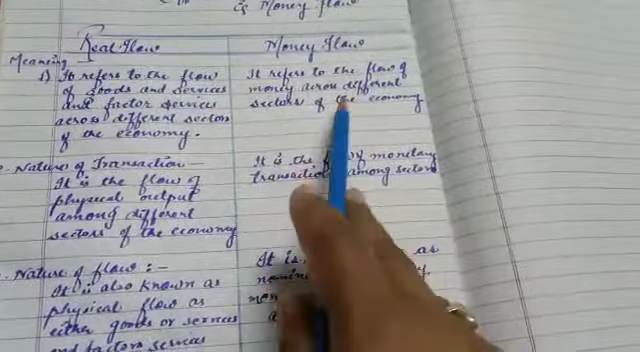 is Money flow
Real Flow Money Flow
Meaning
1) It refers to the flow
of goods and services
and factor services
across different sectors
of the economy.
It refers to the flow of
money across different
sectors of the economy
Nature of Transaction -
It is the flow of
physical output
among different
sectors of the economy
It is the of monetary
among sectors
Nature of flow :-
It is also known as
physical flow as
either goods or services
and factors services
It is as